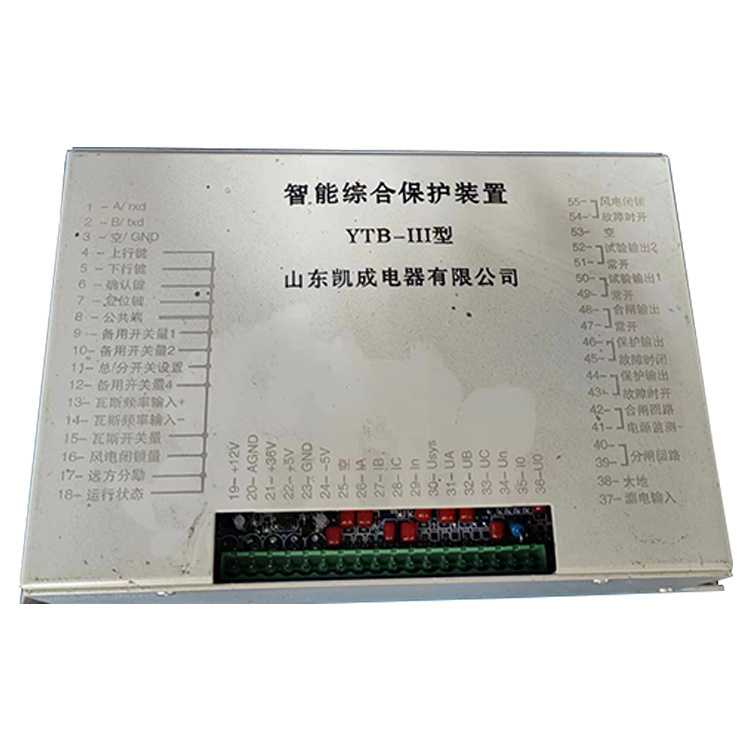 智能综合保护装置
YTB-III型
山东凯成电器有限公司
1 - A/ rxd
2 - B/ txd
3 - 空/ GND
4 - 上行键
5 - 下行键
6 - 确认键
7 - 复位键
8 - 公共端
9 - 备用开关量1
10- 备用开关量2
11- 总/分开关设置
12- 备用开关量4
13- 瓦斯频率输入+
14- 瓦斯频率输入-
15- 瓦斯开关量
16- 风电闭锁量
17- 远方分励
18- 运行状态
19- +12V
20- AGND
21- +36V
22- +5V
23- GND
24- -5V
25- 空
26- IA
27- IB
28- IC
29- In
30- Usys
31- UA
32- UB
33- UC
34- Un
35- I0
36- U0
55- 风电闭锁
54- 故障时开
53- 空
52- 试验输出2
51- 常开
50- 试验输出1
49- 常开
48- 合闸输出
47- 常开
46- 保护输出
45- 故障时闭
44- 保护输出
43- 故障时开
42- 合闸回路
41- 电源监测
40-
39- 分闸回路
38- 大地
37- 漏电输入